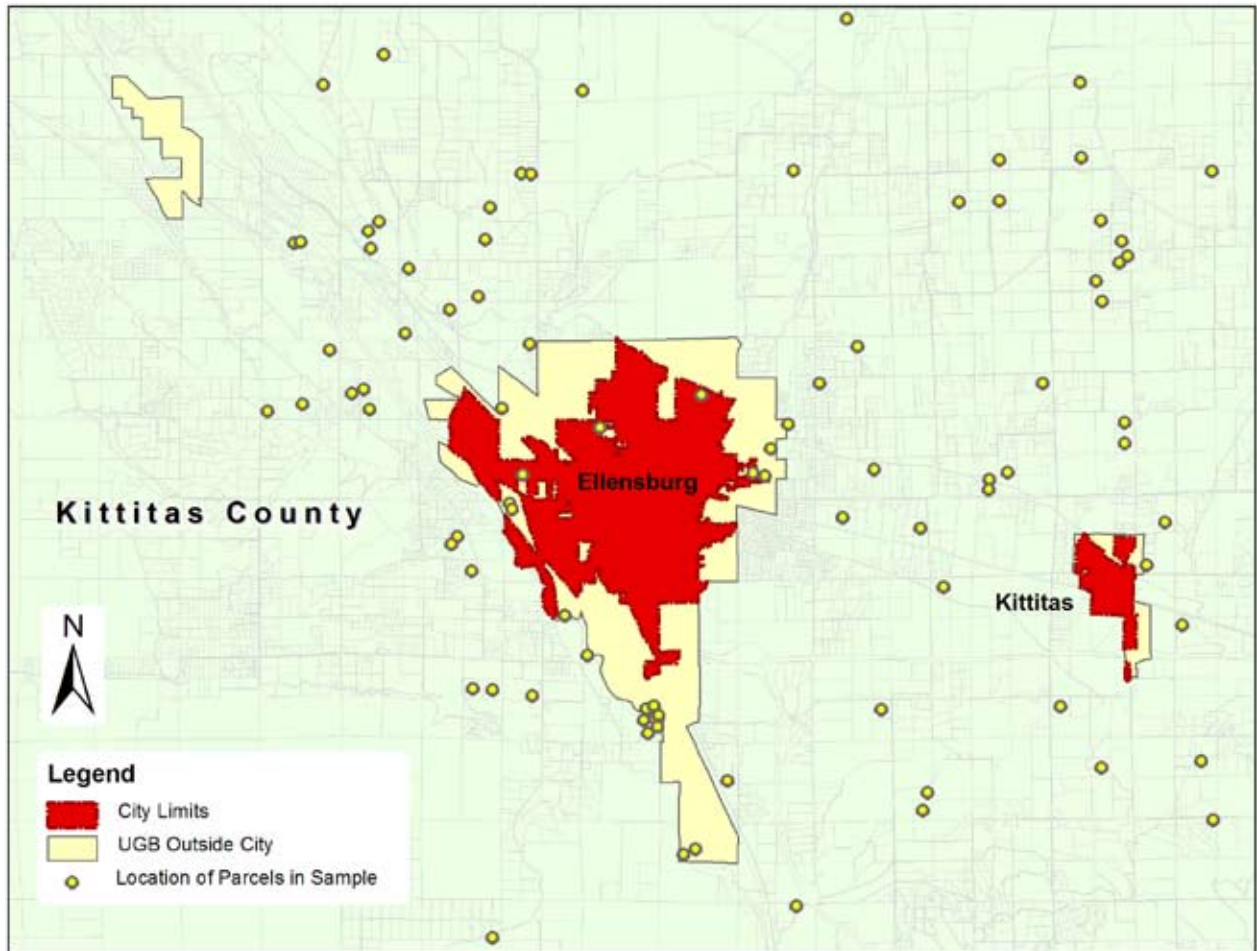 Ellensburg
Kittitas County
Kittitas
N
Legend
City Limits
UGB Outside City
Location of Parcels in Sample